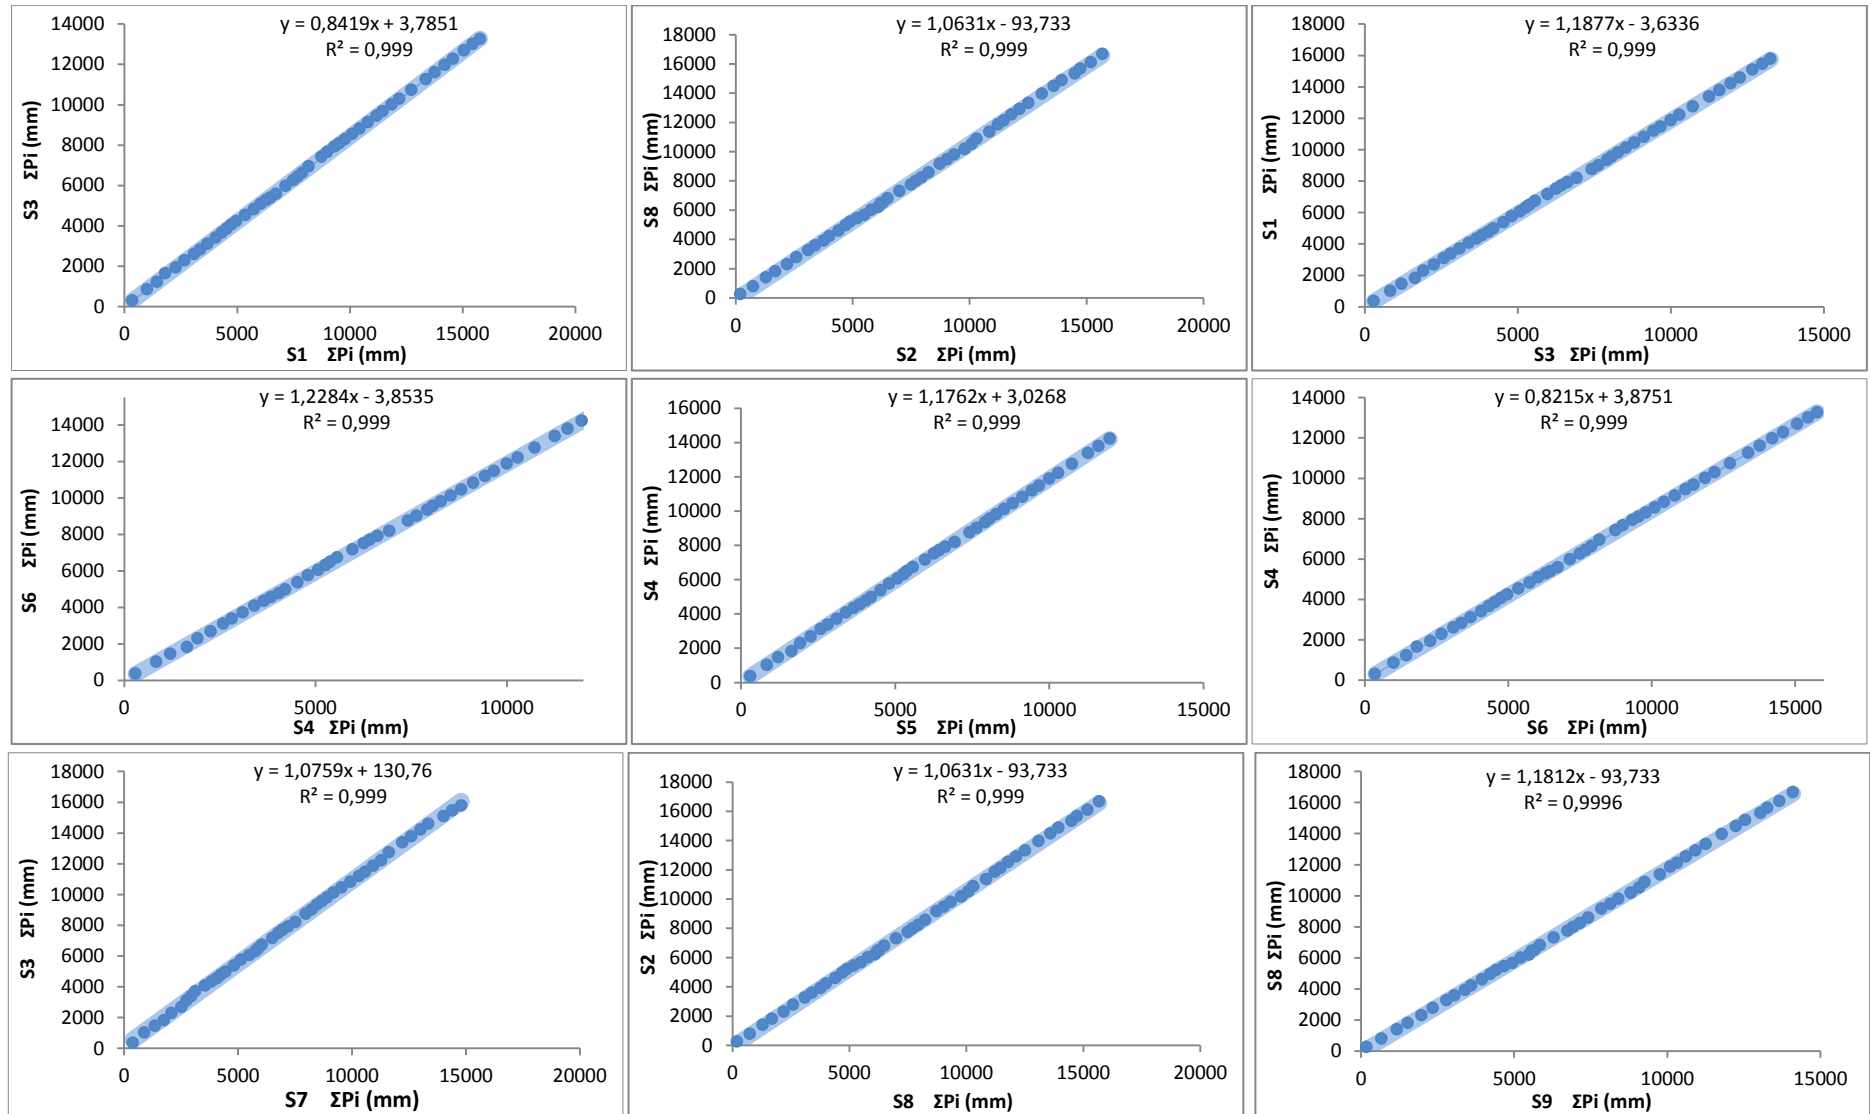 y = 0,8419x + 3,7851
R² = 0,999
14000
12000
10000
8000
6000
4000
2000
0
S3 ΣPi (mm)
0 5000 10000 15000 20000
S1 ΣPi (mm)
y = 1,0631x - 93,733
R² = 0,999
18000
16000
14000
12000
10000
8000
6000
4000
2000
0
S8 ΣPi (mm)
0 5000 10000 15000 20000
S2 ΣPi (mm)
y = 1,1877x - 3,6336
R² = 0,999
18000
16000
14000
12000
10000
8000
6000
4000
2000
0
S1 ΣPi (mm)
0 5000 10000 15000
S3 ΣPi (mm)
y = 1,2284x - 3,8535
R² = 0,999
14000
12000
10000
8000
6000
4000
2000
0
S6 ΣPi (mm)
0 5000 10000
S4 ΣPi (mm)
y = 1,1762x + 3,0268
R² = 0,999
16000
14000
12000
10000
8000
6000
4000
2000
0
S4 ΣPi (mm)
0 5000 10000 15000
S5 ΣPi (mm)
y = 0,8215x + 3,8751
R² = 0,999
14000
12000
10000
8000
6000
4000
2000
0
S4 ΣPi (mm)
0 5000 10000 15000
S6 ΣPi (mm)
y = 1,0759x + 130,76
R² = 0,999
18000
16000
14000
12000
10000
8000
6000
4000
2000
0
S3 ΣPi (mm)
0 5000 10000 15000 20000
S7 ΣPi (mm)
y = 1,0631x - 93,733
R² = 0,999
18000
16000
14000
12000
10000
8000
6000
4000
2000
0
S2 ΣPi (mm)
0 5000 10000 15000 20000
S8 ΣPi (mm)
y = 1,1812x - 93,733
R² = 0,9996
18000
16000
14000
12000
10000
8000
6000
4000
2000
0
S8 ΣPi (mm)
0 5000 10000 15000
S9 ΣPi (mm)